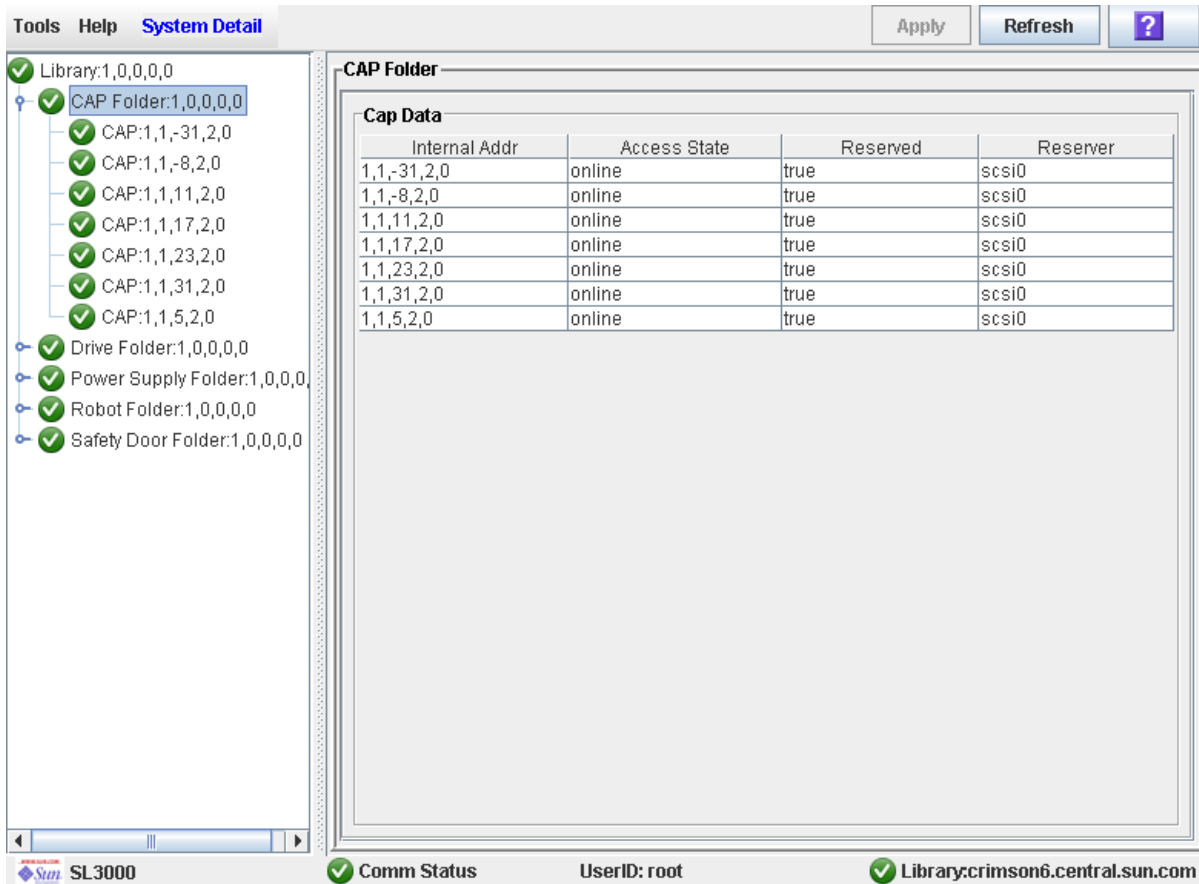 Tools Help System Detail Apply Refresh ?
Library:1,0,0,0,0
CAP Folder:1,0,0,0,0
CAP:1,1,-31,2,0
CAP:1,1,-8,2,0
CAP:1,1,11,2,0
CAP:1,1,17,2,0
CAP:1,1,23,2,0
CAP:1,1,31,2,0
CAP:1,1,5,2,0
Drive Folder:1,0,0,0,0
Power Supply Folder:1,0,0,0,
Robot Folder:1,0,0,0,0
Safety Door Folder:1,0,0,0,0
CAP Folder
Cap Data
Internal Addr Access State Reserved Reserver
1,1,-31,2,0 online true scsi0
1,1,-8,2,0 online true scsi0
1,1,11,2,0 online true scsi0
1,1,17,2,0 online true scsi0
1,1,23,2,0 online true scsi0
1,1,31,2,0 online true scsi0
1,1,5,2,0 online true scsi0
Sun SL3000 Comm Status UserID: root Library:crimson6.central.sun.com